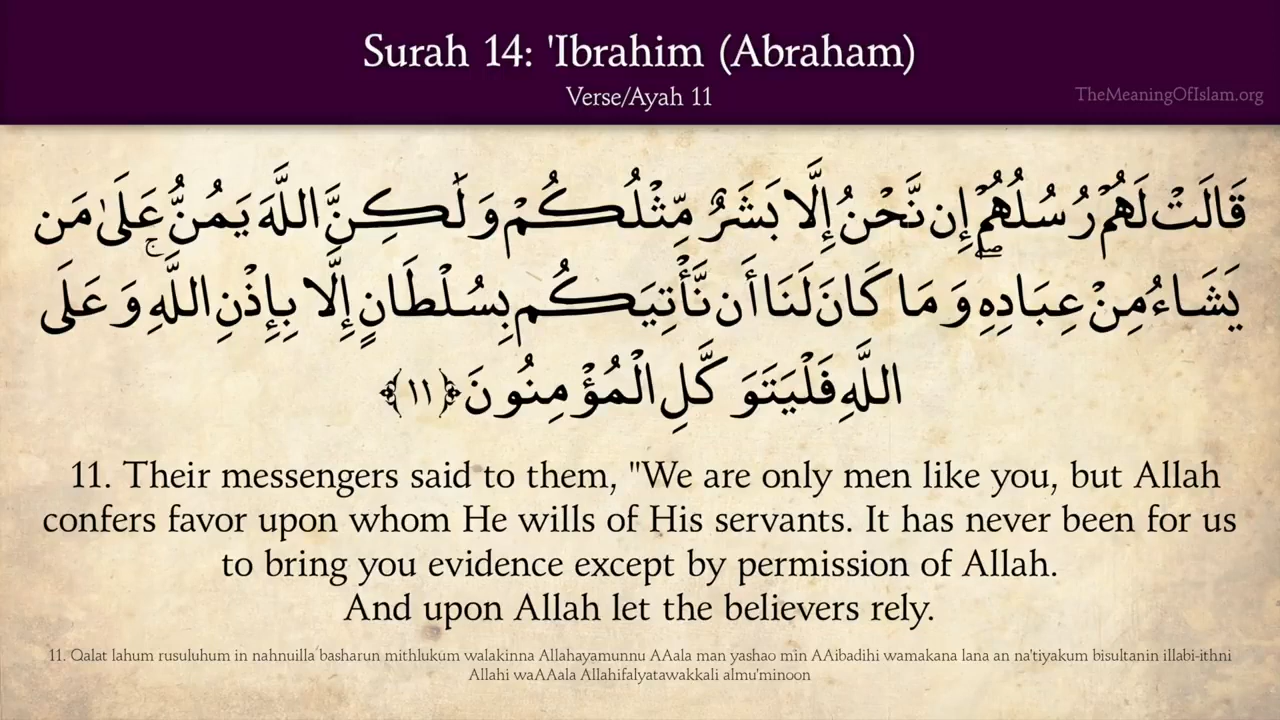 Surah 14: 'Ibrahim (Abraham)
Verse/Ayah 11
TheMeaningOfIslam.org
قَالَتْ لَهُمْ رُسُلُهُمْ إِن نَّحْنُ إِلَّا بَشَرٌ مِّثْلُكُمْ وَلَٰكِنَّ اللَّهَ يَمُنُّ عَلَىٰ مَن
يَشَاءُ مِنْ عِبَادِهِ ۖ وَمَا كَانَ لَنَا أَن نَّأْتِيَكُم بِسُلْطَانٍ إِلَّا بِإِذْنِ اللَّهِ ۚ وَعَلَى
اللَّهِ فَلْيَتَوَكَّلِ الْمُؤْمِنُونَ ﴿١١﴾
11. Their messengers said to them, "We are only men like you, but Allah
confers favor upon whom He wills of His servants. It has never been for us
to bring you evidence except by permission of Allah.
And upon Allah let the believers rely.
11. Qalat lahum rusuluhum in nahnuilla basharun mithlukum walakinna Allahayamunnu AAala man yashao min AAibadihi wamakana lana an na'tiyakum bisultanin illabi-ithni
Allahi waAAala Allahifalyatawakkali almu'minoon